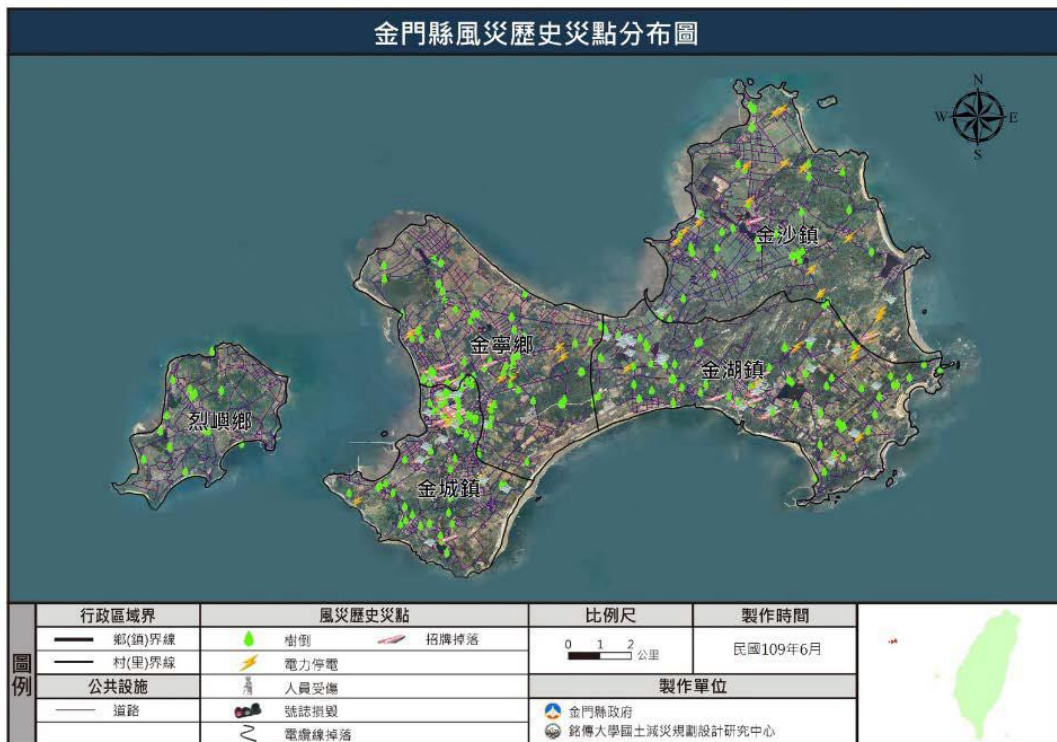 金門縣風災歷史災點分布圖
N
W
E
S
金沙鎮
金寧鄉
金湖鎮
烈嶼鄉
金城鎮
圖例
行政區域界
鄉(鎮)界線
村(里)界線
公共設施
道路
風災歷史災點
樹倒
招牌掉落
電力停電
人員受傷
號誌損毀
電纜線掉落
比例尺
0 1 2
公里
製作時間
民國109年6月
製作單位
金門縣政府
銘傳大學國土減災規劃設計研究中心